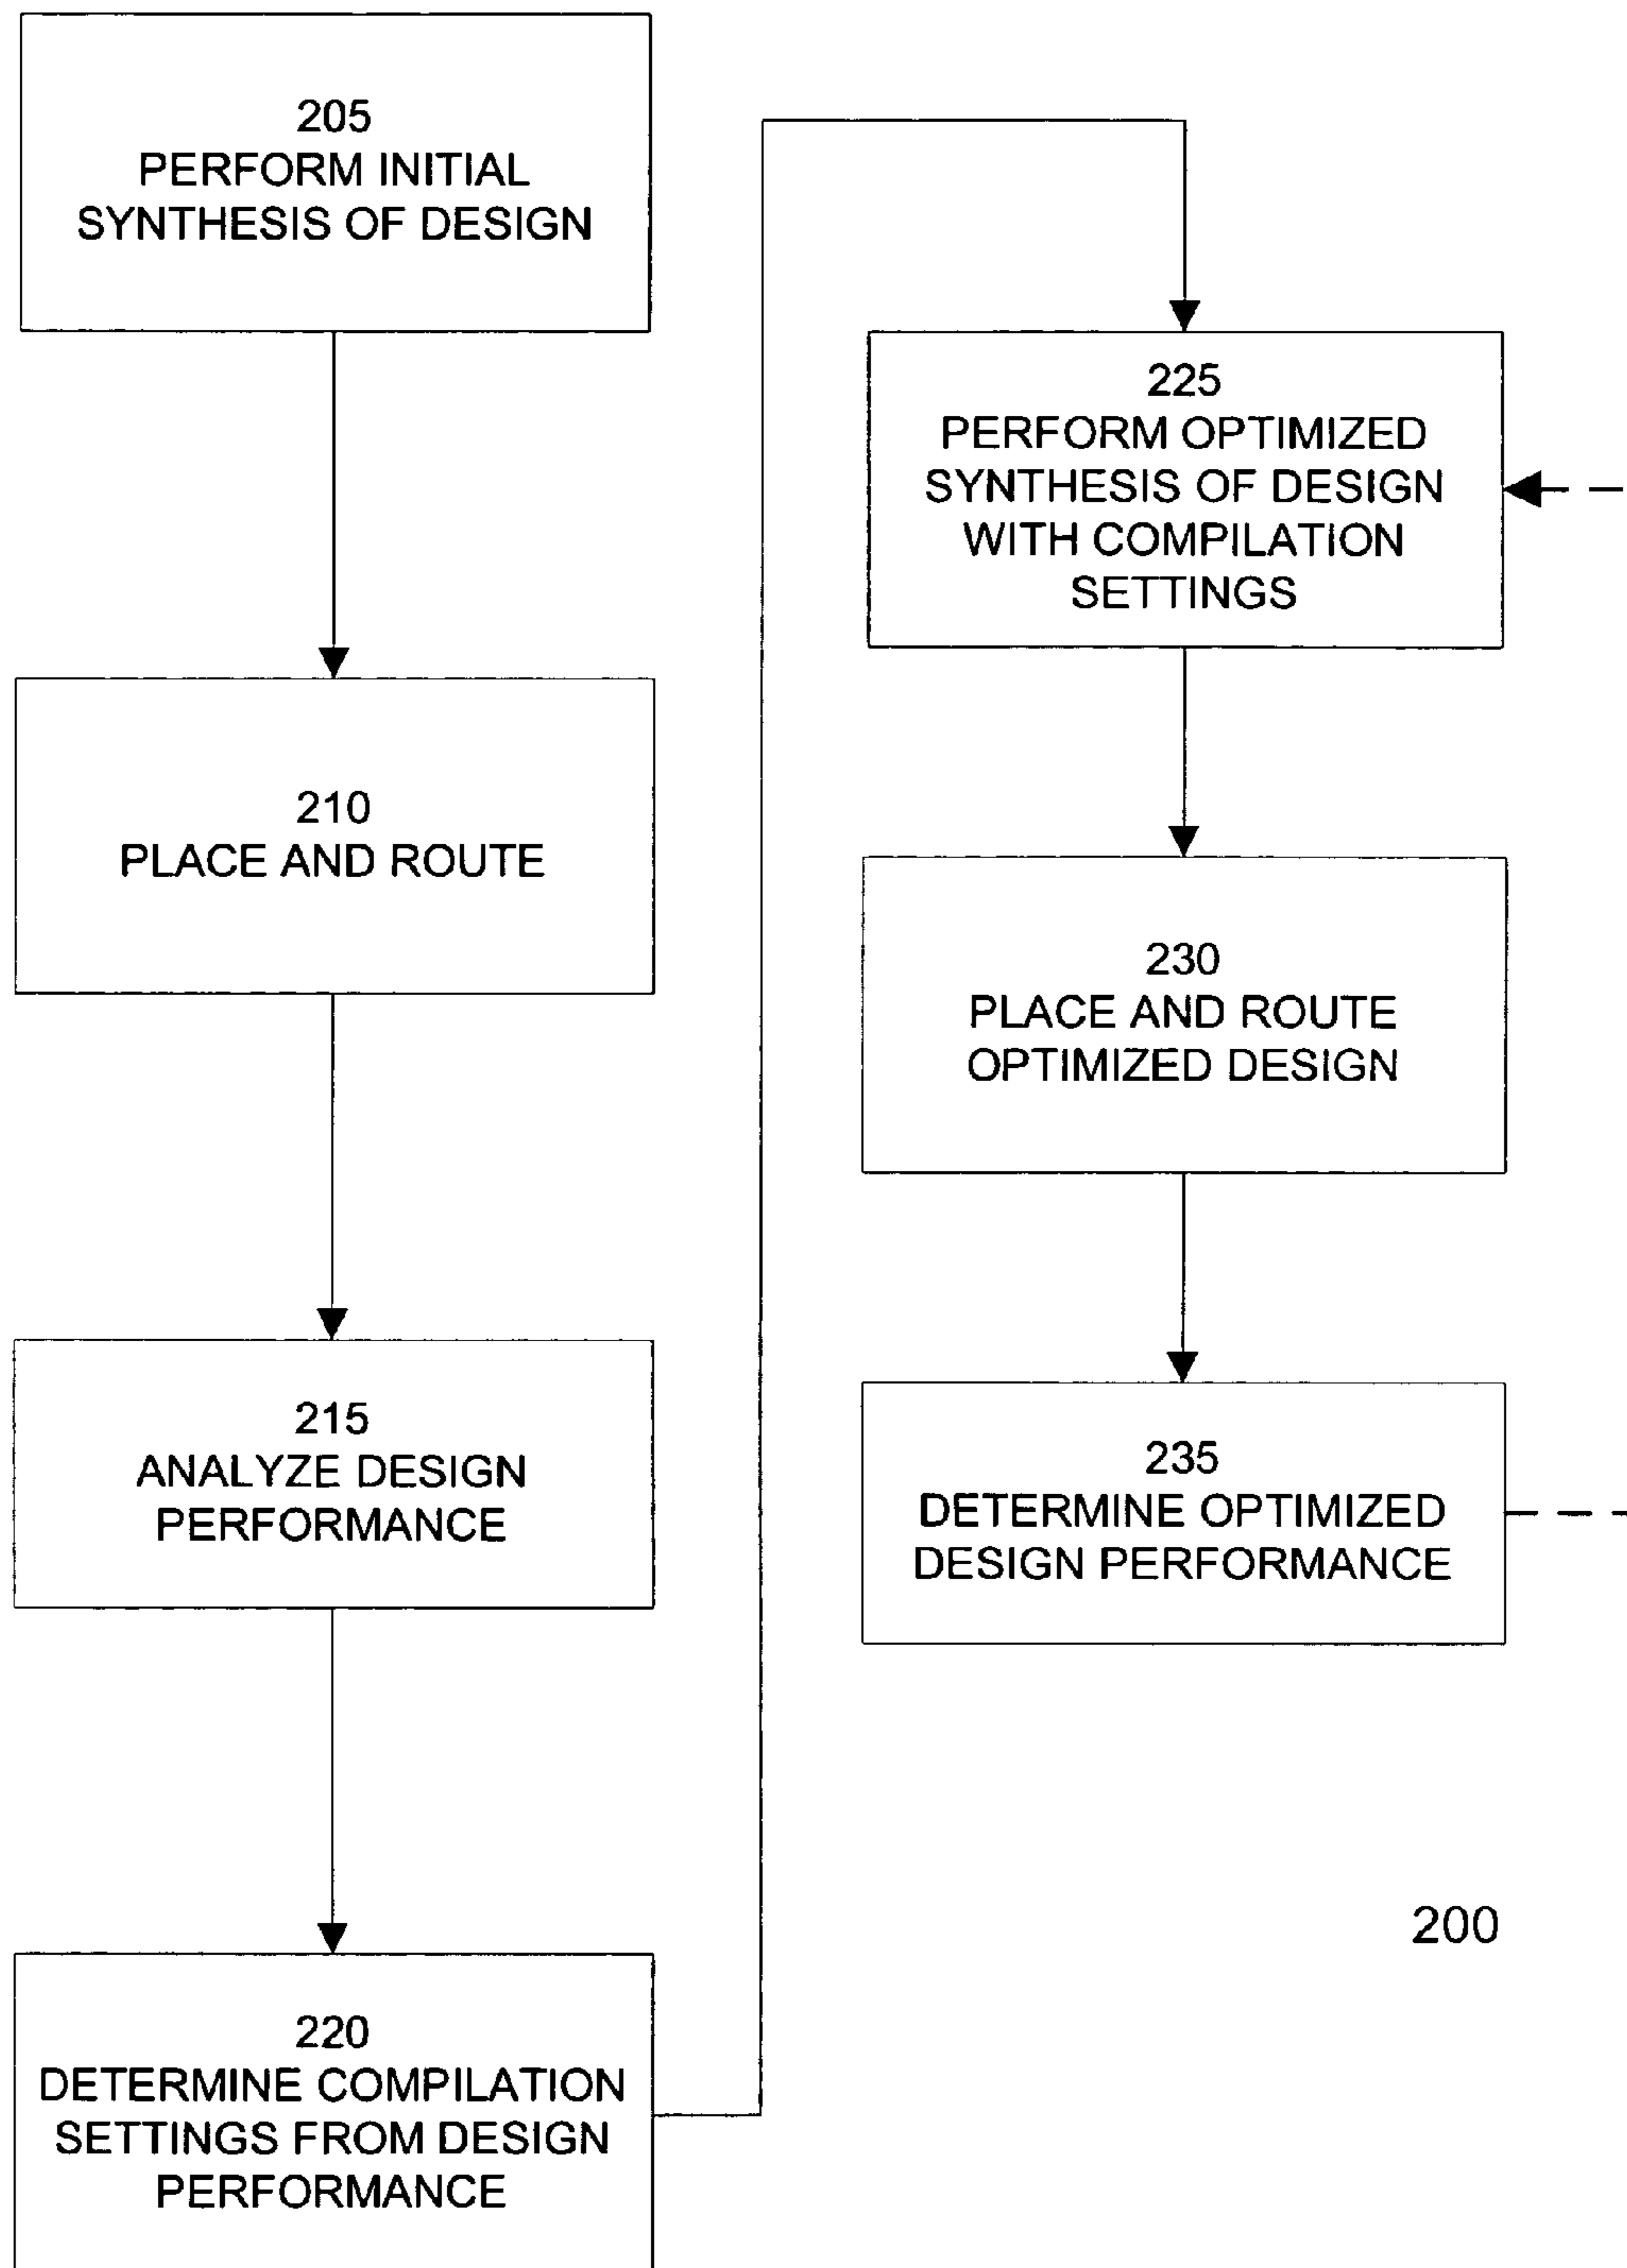 205
PERFORM INITIAL
SYNTHESIS OF DESIGN
210
PLACE AND ROUTE
215
ANALYZE DESIGN
PERFORMANCE
220
DETERMINE COMPILATION
SETTINGS FROM DESIGN
PERFORMANCE
225
PERFORM OPTIMIZED
SYNTHESIS OF DESIGN
WITH COMPILATION
SETTINGS
230
PLACE AND ROUTE
OPTIMIZED DESIGN
235
DETERMINE OPTIMIZED
DESIGN PERFORMANCE
200